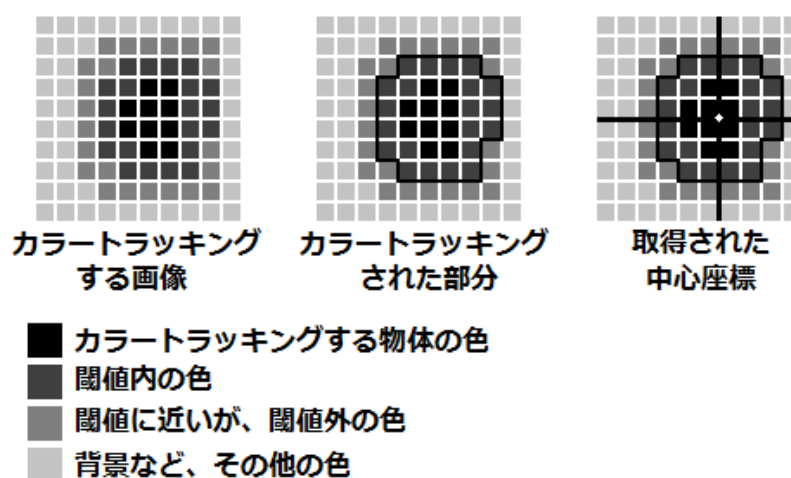 カラートラッキング
する画像
カラートラッキング
された部分
取得された
中心座標
カラートラッキングする物体の色
閾値内の色
閾値に近いが、閾値外の色
背景など、その他の色